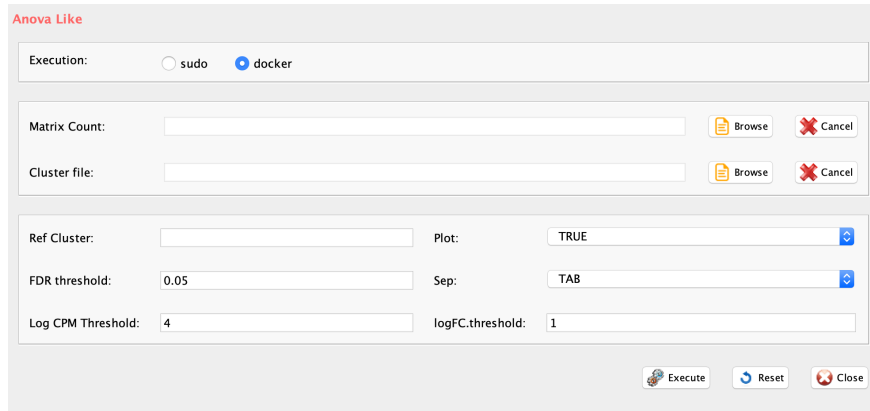 Anova Like
Execution: sudo docker
Matrix Count: Browse Cancel
Cluster file: Browse Cancel
Ref Cluster: Plot: TRUE
FDR threshold: 0.05 Sep: TAB
Log CPM Threshold: 4 logFC.threshold: 1
Execute Reset Close